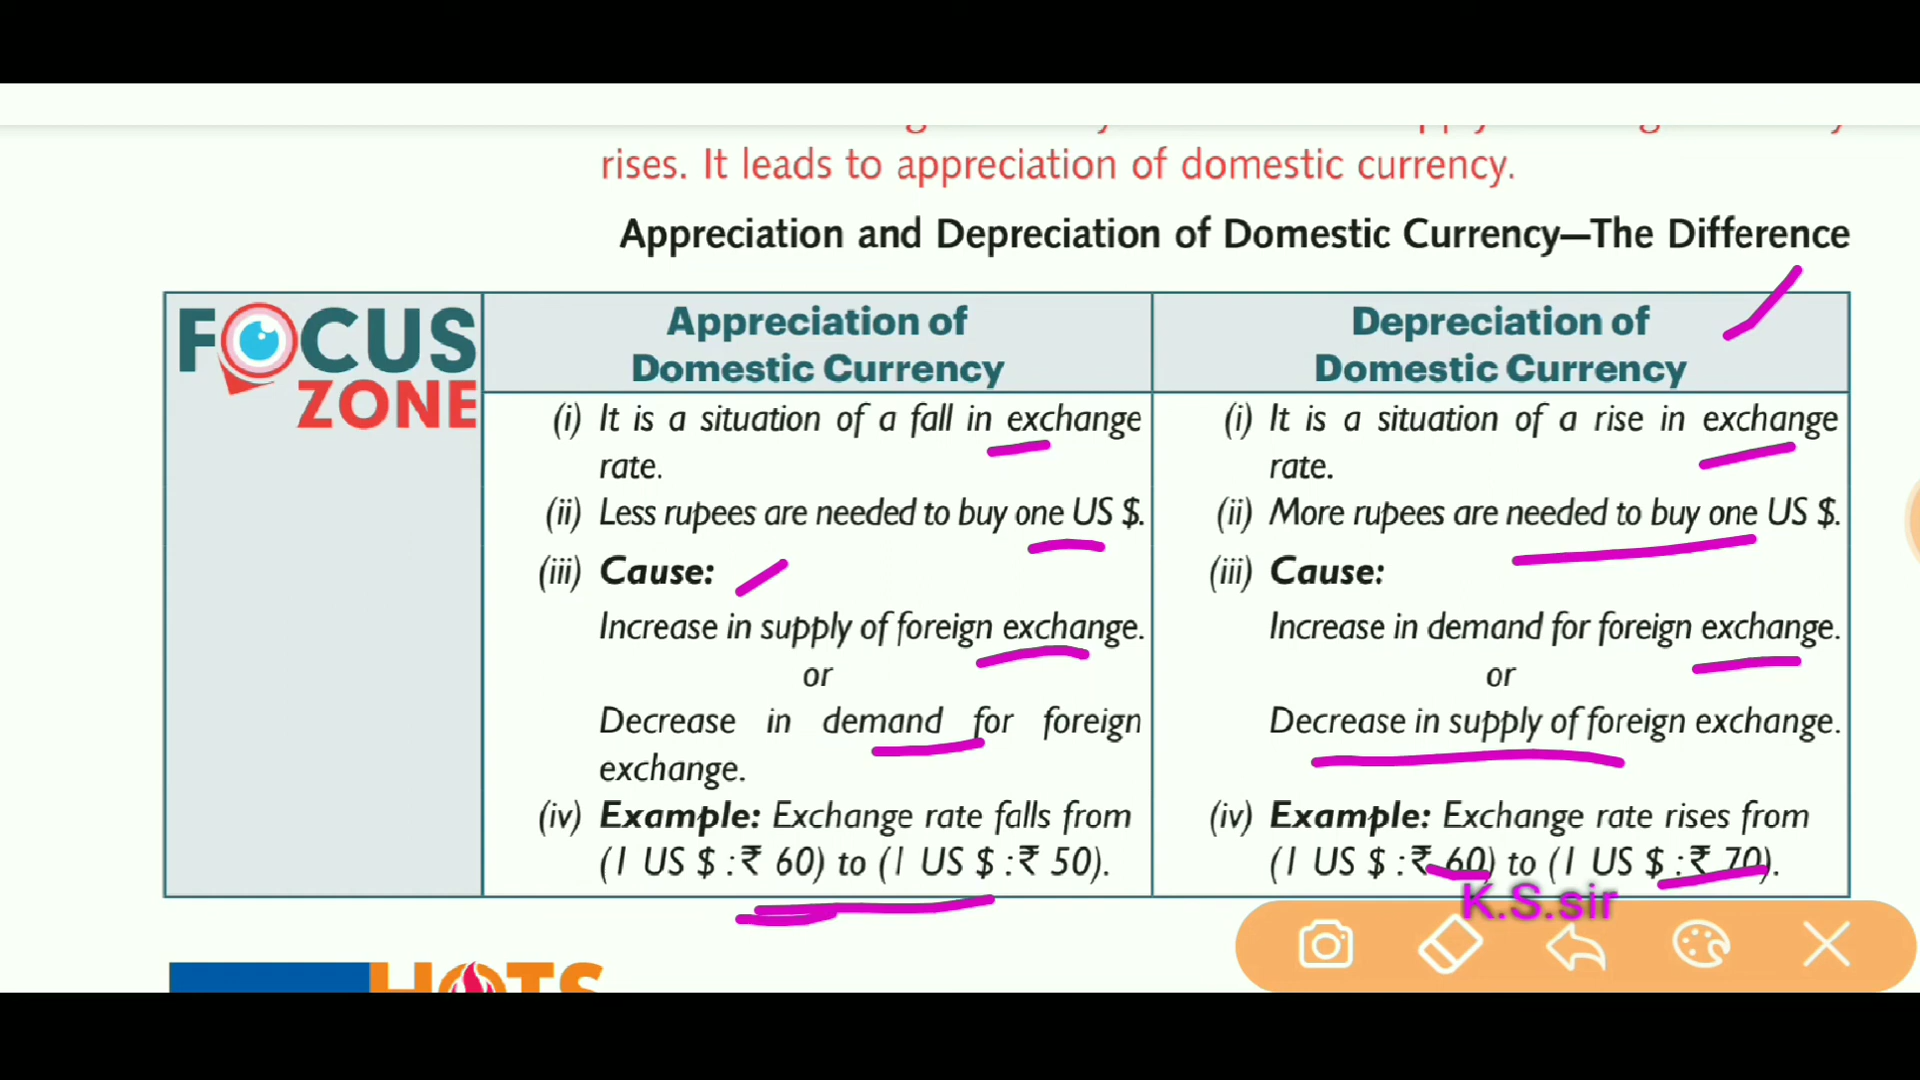 rises. It leads to appreciation of domestic currency.
Appreciation and Depreciation of Domestic Currency—The Difference
FOCUS
ZONE
Appreciation of
Domestic Currency
(i) It is a situation of a fall in exchange
rate.
(ii) Less rupees are needed to buy one US $.
(iii) Cause:
Increase in supply of foreign exchange.
or
Decrease in demand for foreign
exchange.
(iv) Example: Exchange rate falls from
(1 US $ :₹ 60) to (1 US $ :₹ 50).
Depreciation of
Domestic Currency
(i) It is a situation of a rise in exchange
rate.
(ii) More rupees are needed to buy one US $.
(iii) Cause:
Increase in demand for foreign exchange.
or
Decrease in supply of foreign exchange.
(iv) Example: Exchange rate rises from
(1 US $ :₹ 60) to (1 US $ :₹ 70).
K.S.sir
HOTS